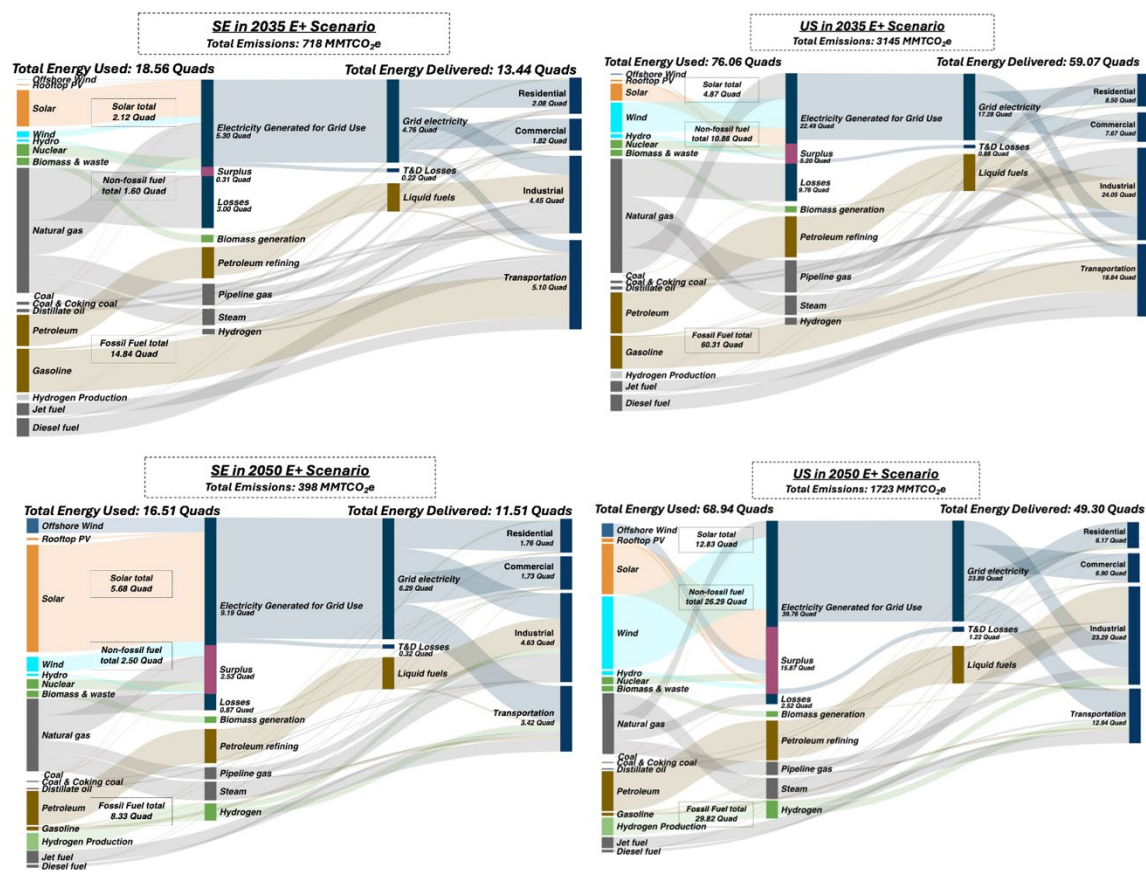 SE in 2035 E+ Scenario
Total Emissions: 718 MMTCO₂e
Total Energy Used: 18.56 Quads
Total Energy Delivered: 13.44 Quads
Offshore Wind
Rooftop PV
Solar
Wind
Hydro
Nuclear
Biomass & waste
Natural gas
Coal
Coal & Coking coal
Distillate oil
Petroleum
Gasoline
Hydrogen Production
Jet fuel
Diesel fuel
Solar total
2.12 Quad
Non-fossil fuel
total 1.60 Quad
Fossil Fuel total
14.84 Quad
Electricity Generated for Grid Use
5.30 Quad
Surplus
0.31 Quad
Losses
3.00 Quad
Biomass generation
Petroleum refining
Pipeline gas
Steam
Hydrogen
Grid electricity
4.76 Quad
T&D Losses
0.22 Quad
Liquid fuels
Residential
2.08 Quad
Commercial
1.82 Quad
Industrial
4.45 Quad
Transportation
5.10 Quad
US in 2035 E+ Scenario
Total Emissions: 3145 MMTCO₂e
Total Energy Used: 76.06 Quads
Total Energy Delivered: 59.07 Quads
Offshore Wind
Rooftop PV
Solar
Wind
Hydro
Nuclear
Biomass & waste
Natural gas
Coal
Coal & Coking coal
Distillate oil
Petroleum
Gasoline
Hydrogen Production
Jet fuel
Diesel fuel
Solar total
4.87 Quad
Non-fossil fuel
total 10.88 Quad
Fossil Fuel total
60.31 Quad
Electricity Generated for Grid Use
22.49 Quad
Surplus
5.20 Quad
Losses
9.76 Quad
Biomass generation
Petroleum refining
Pipeline gas
Steam
Hydrogen
Grid electricity
17.28 Quad
T&D Losses
0.88 Quad
Liquid fuels
Residential
8.50 Quad
Commercial
7.67 Quad
Industrial
24.05 Quad
Transportation
18.84 Quad
SE in 2050 E+ Scenario
Total Emissions: 398 MMTCO₂e
Total Energy Used: 16.51 Quads
Total Energy Delivered: 11.51 Quads
Offshore Wind
Rooftop PV
Solar
Wind
Hydro
Nuclear
Biomass & waste
Natural gas
Coal
Coal & Coking coal
Distillate oil
Petroleum
Gasoline
Hydrogen Production
Jet fuel
Diesel fuel
Solar total
5.68 Quad
Non-fossil fuel
total 2.50 Quad
Fossil Fuel total
8.33 Quad
Electricity Generated for Grid Use
9.19 Quad
Surplus
2.53 Quad
Losses
0.87 Quad
Biomass generation
Petroleum refining
Pipeline gas
Steam
Hydrogen
Grid electricity
6.29 Quad
T&D Losses
0.32 Quad
Liquid fuels
Residential
1.76 Quad
Commercial
1.73 Quad
Industrial
4.63 Quad
Transportation
3.42 Quad
US in 2050 E+ Scenario
Total Emissions: 1723 MMTCO₂e
Total Energy Used: 68.94 Quads
Total Energy Delivered: 49.30 Quads
Offshore Wind
Rooftop PV
Solar
Wind
Hydro
Nuclear
Biomass & waste
Natural gas
Coal
Coal & Coking coal
Distillate oil
Petroleum
Gasoline
Hydrogen Production
Jet fuel
Diesel fuel
Solar total
12.83 Quad
Non-fossil fuel
total 26.29 Quad
Fossil Fuel total
29.82 Quad
Electricity Generated for Grid Use
39.76 Quad
Surplus
15.87 Quad
Losses
2.52 Quad
Biomass generation
Petroleum refining
Pipeline gas
Steam
Hydrogen
Grid electricity
23.89 Quad
T&D Losses
1.22 Quad
Liquid fuels
Residential
6.17 Quad
Commercial
6.90 Quad
Industrial
23.29 Quad
Transportation
12.94 Quad